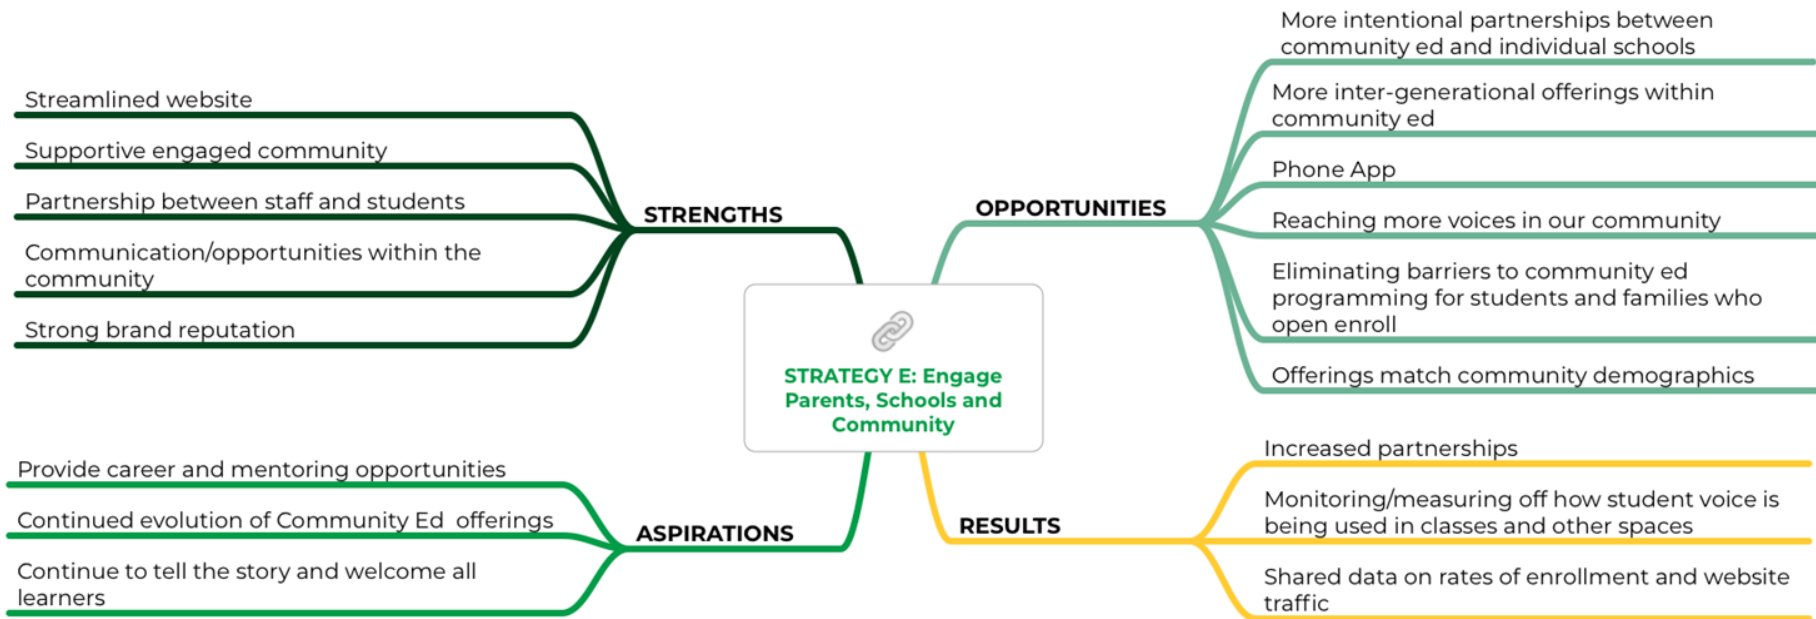 STRATEGY E: Engage
Parents, Schools and
Community
STRENGTHS
Streamlined website
Supportive engaged community
Partnership between staff and students
Communication/opportunities within the
community
Strong brand reputation
OPPORTUNITIES
More intentional partnerships between
community ed and individual schools
More inter-generational offerings within
community ed
Phone App
Reaching more voices in our community
Eliminating barriers to community ed
programming for students and families who
open enroll
Offerings match community demographics
ASPIRATIONS
Provide career and mentoring opportunities
Continued evolution of Community Ed  offerings
Continue to tell the story and welcome all
learners
RESULTS
Increased partnerships
Monitoring/measuring off how student voice is
being used in classes and other spaces
Shared data on rates of enrollment and website
traffic